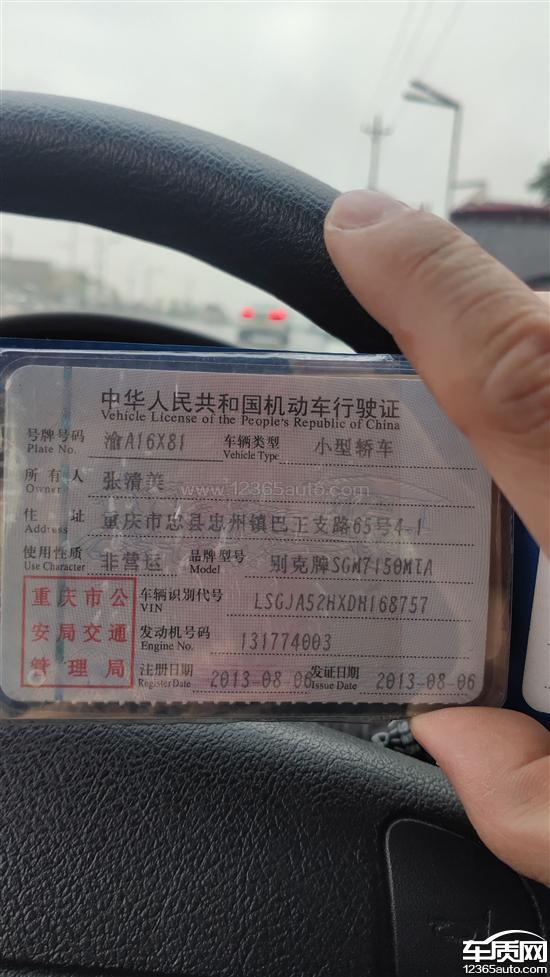 中华人民共和国机动车行驶证
Vehicle License of the People's Republic of China
号牌号码 渝A16X81 车辆类型 小型轿车
Plate No. Vehicle Type
所有人 张清美
Owner
www.12365auto.com
住址 重庆市忠县忠州镇巴王支路65号4-1
Address
使用性质 非营运 品牌型号 别克牌SGM7150MTA
Use Character Model
重庆市公安局交通管理局
车辆识别代号 LSGJA52HXDH168757
VIN
发动机号码 131774003
Engine No.
注册日期 2013-08-06 发证日期 2013-08-06
Register Date Issue Date
车质网
12365auto.com